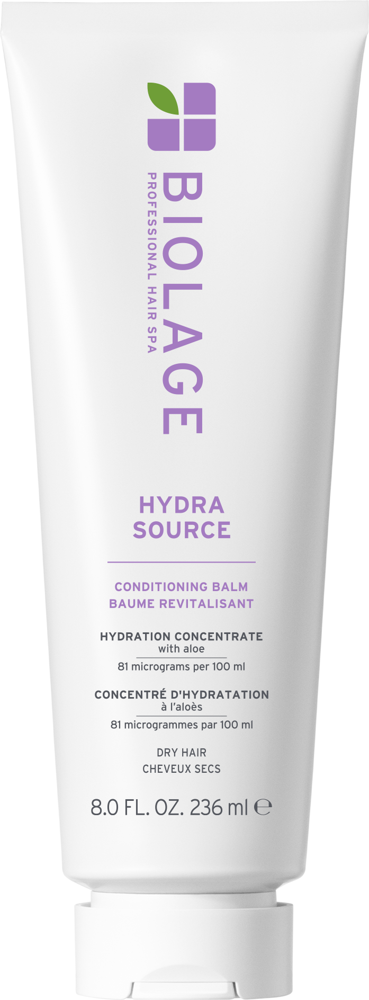 BIOLAGE
PROFESSIONAL HAIR SPA
HYDRA
SOURCE
CONDITIONING BALM
BAUME REVITALISANT
HYDRATION CONCENTRATE
with aloe
81 micrograms per 100 ml
CONCENTRÉ D'HYDRATATION
à l'aloès
81 microgrammes par 100 ml
DRY HAIR
CHEVEUX SECS
8.0 FL. OZ. 236 ml ℮